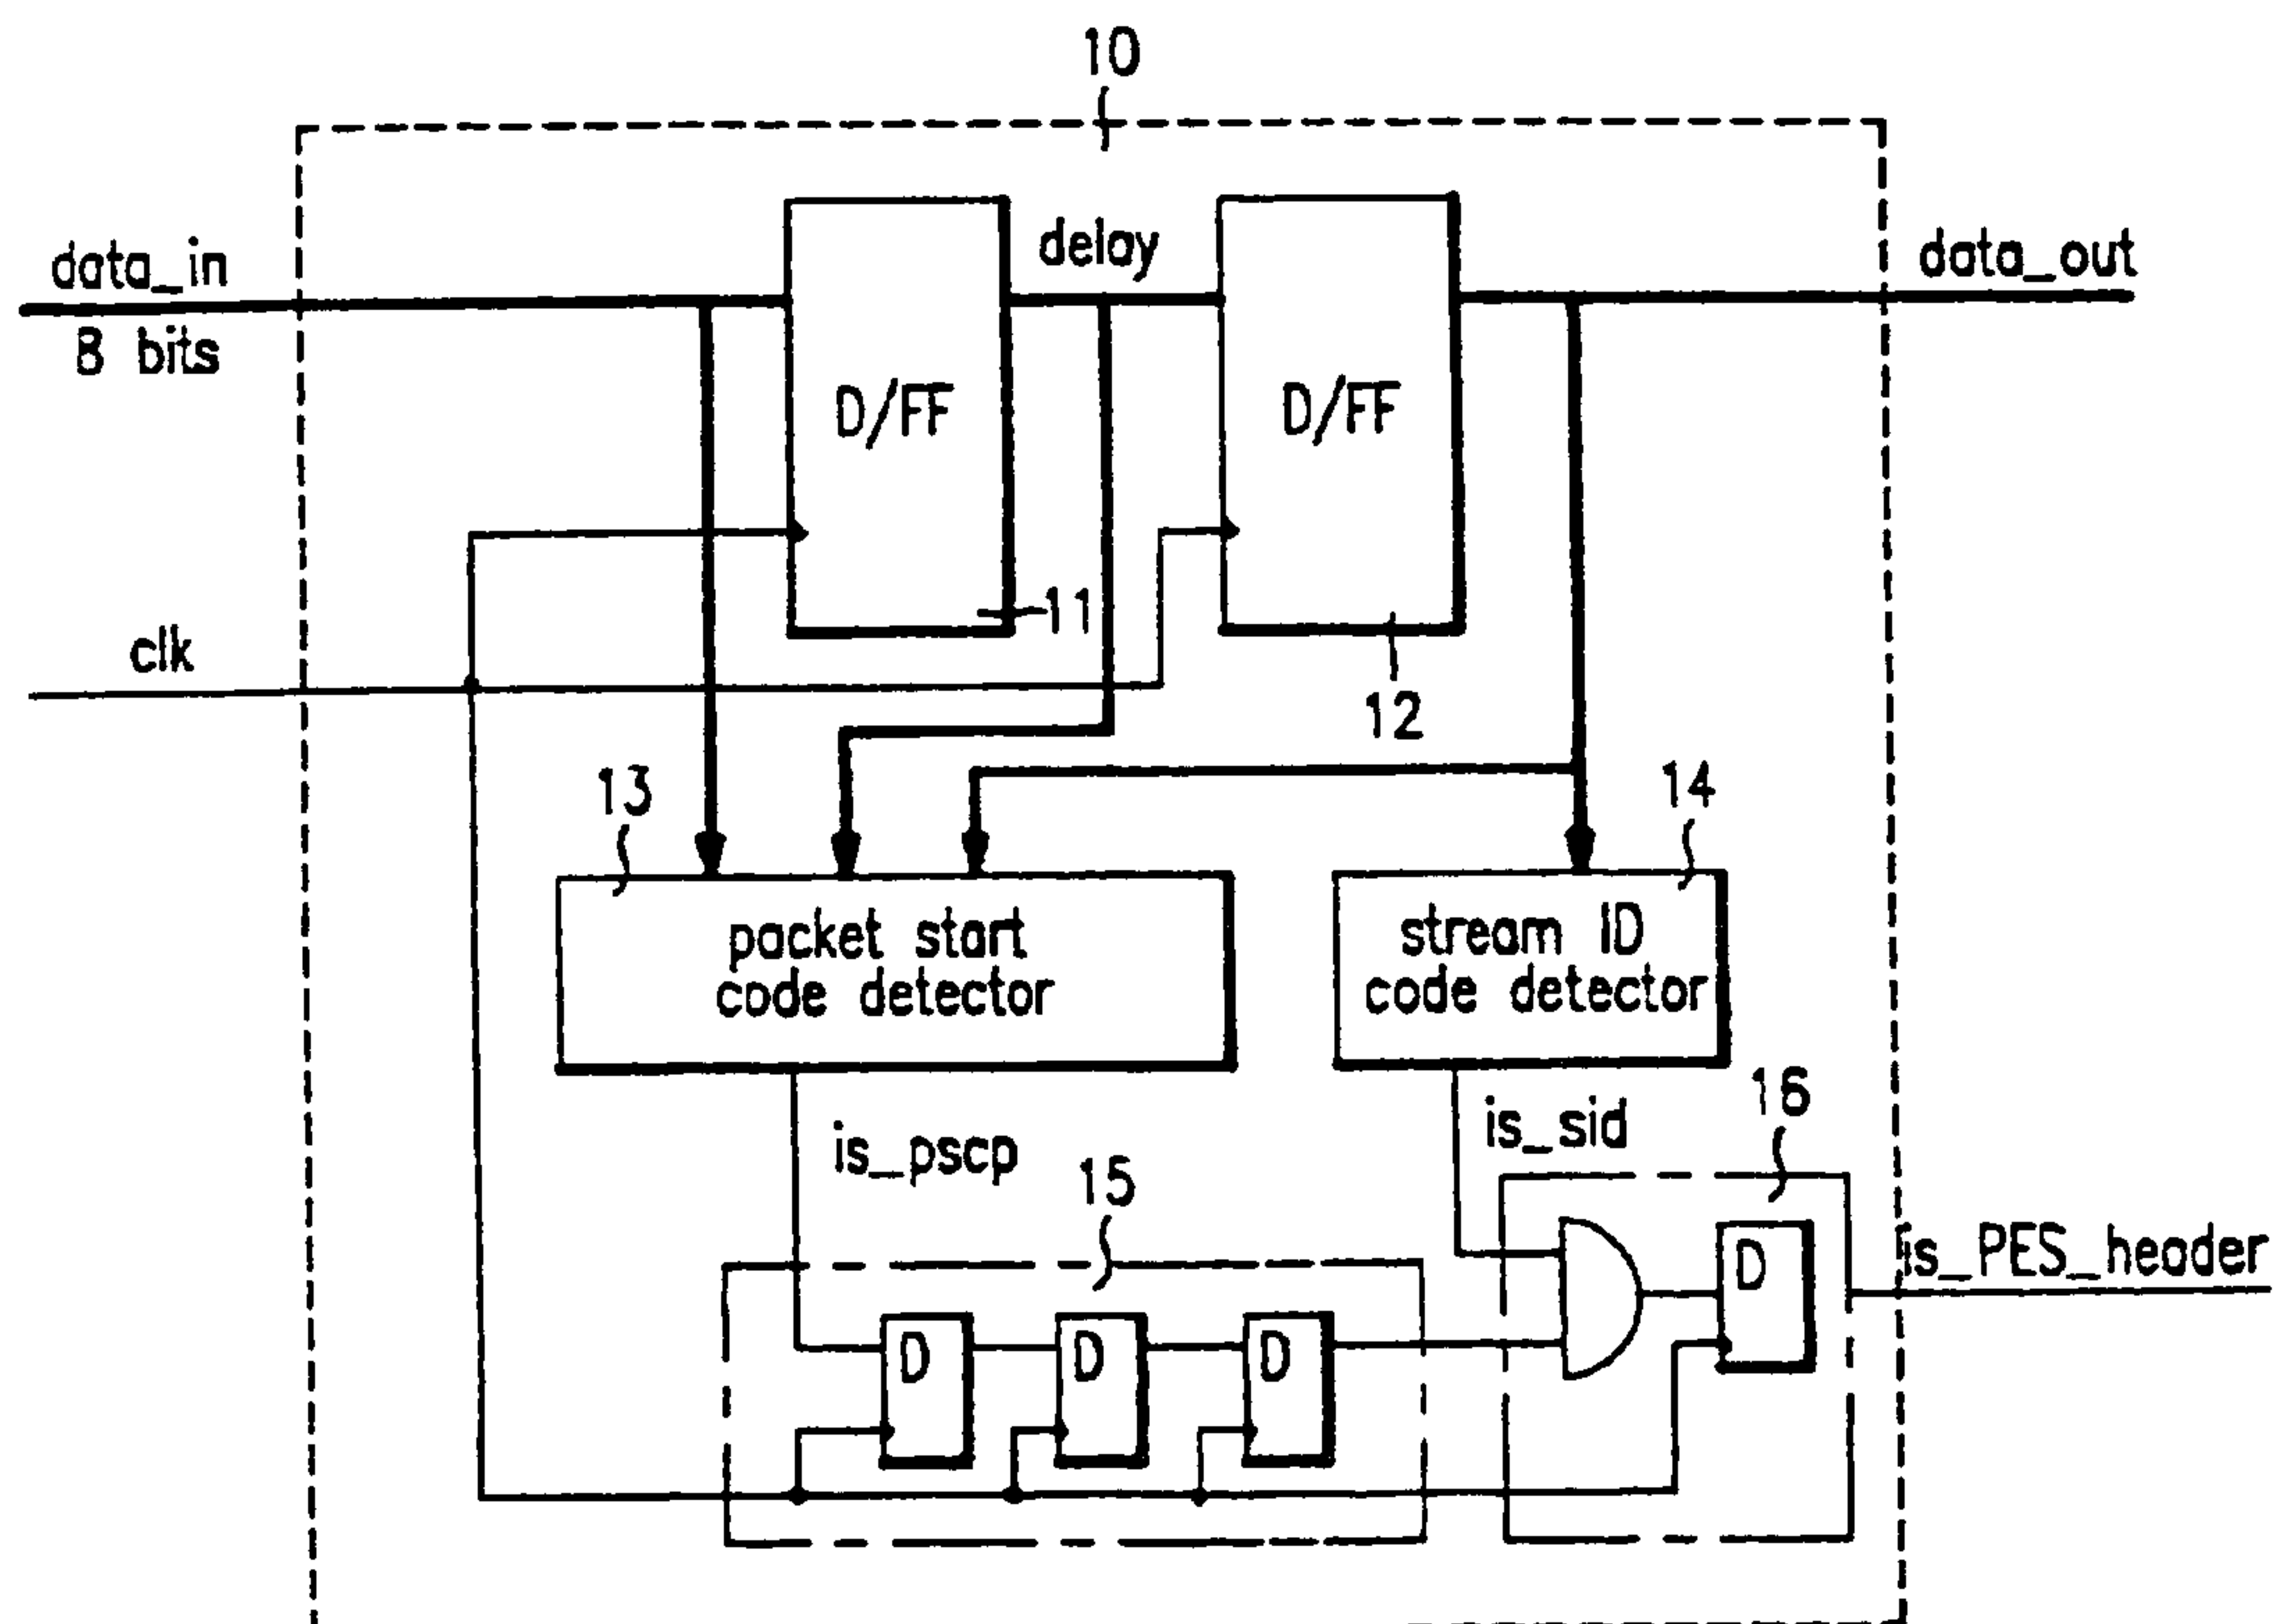 10
data_in
8 bits
delay
data_out
D/FF
D/FF
11
clk
12
13
14
packet start
code detector
stream ID
code detector
is_pscp
is_sid
15
16
D
D
D
D
is_PES_header